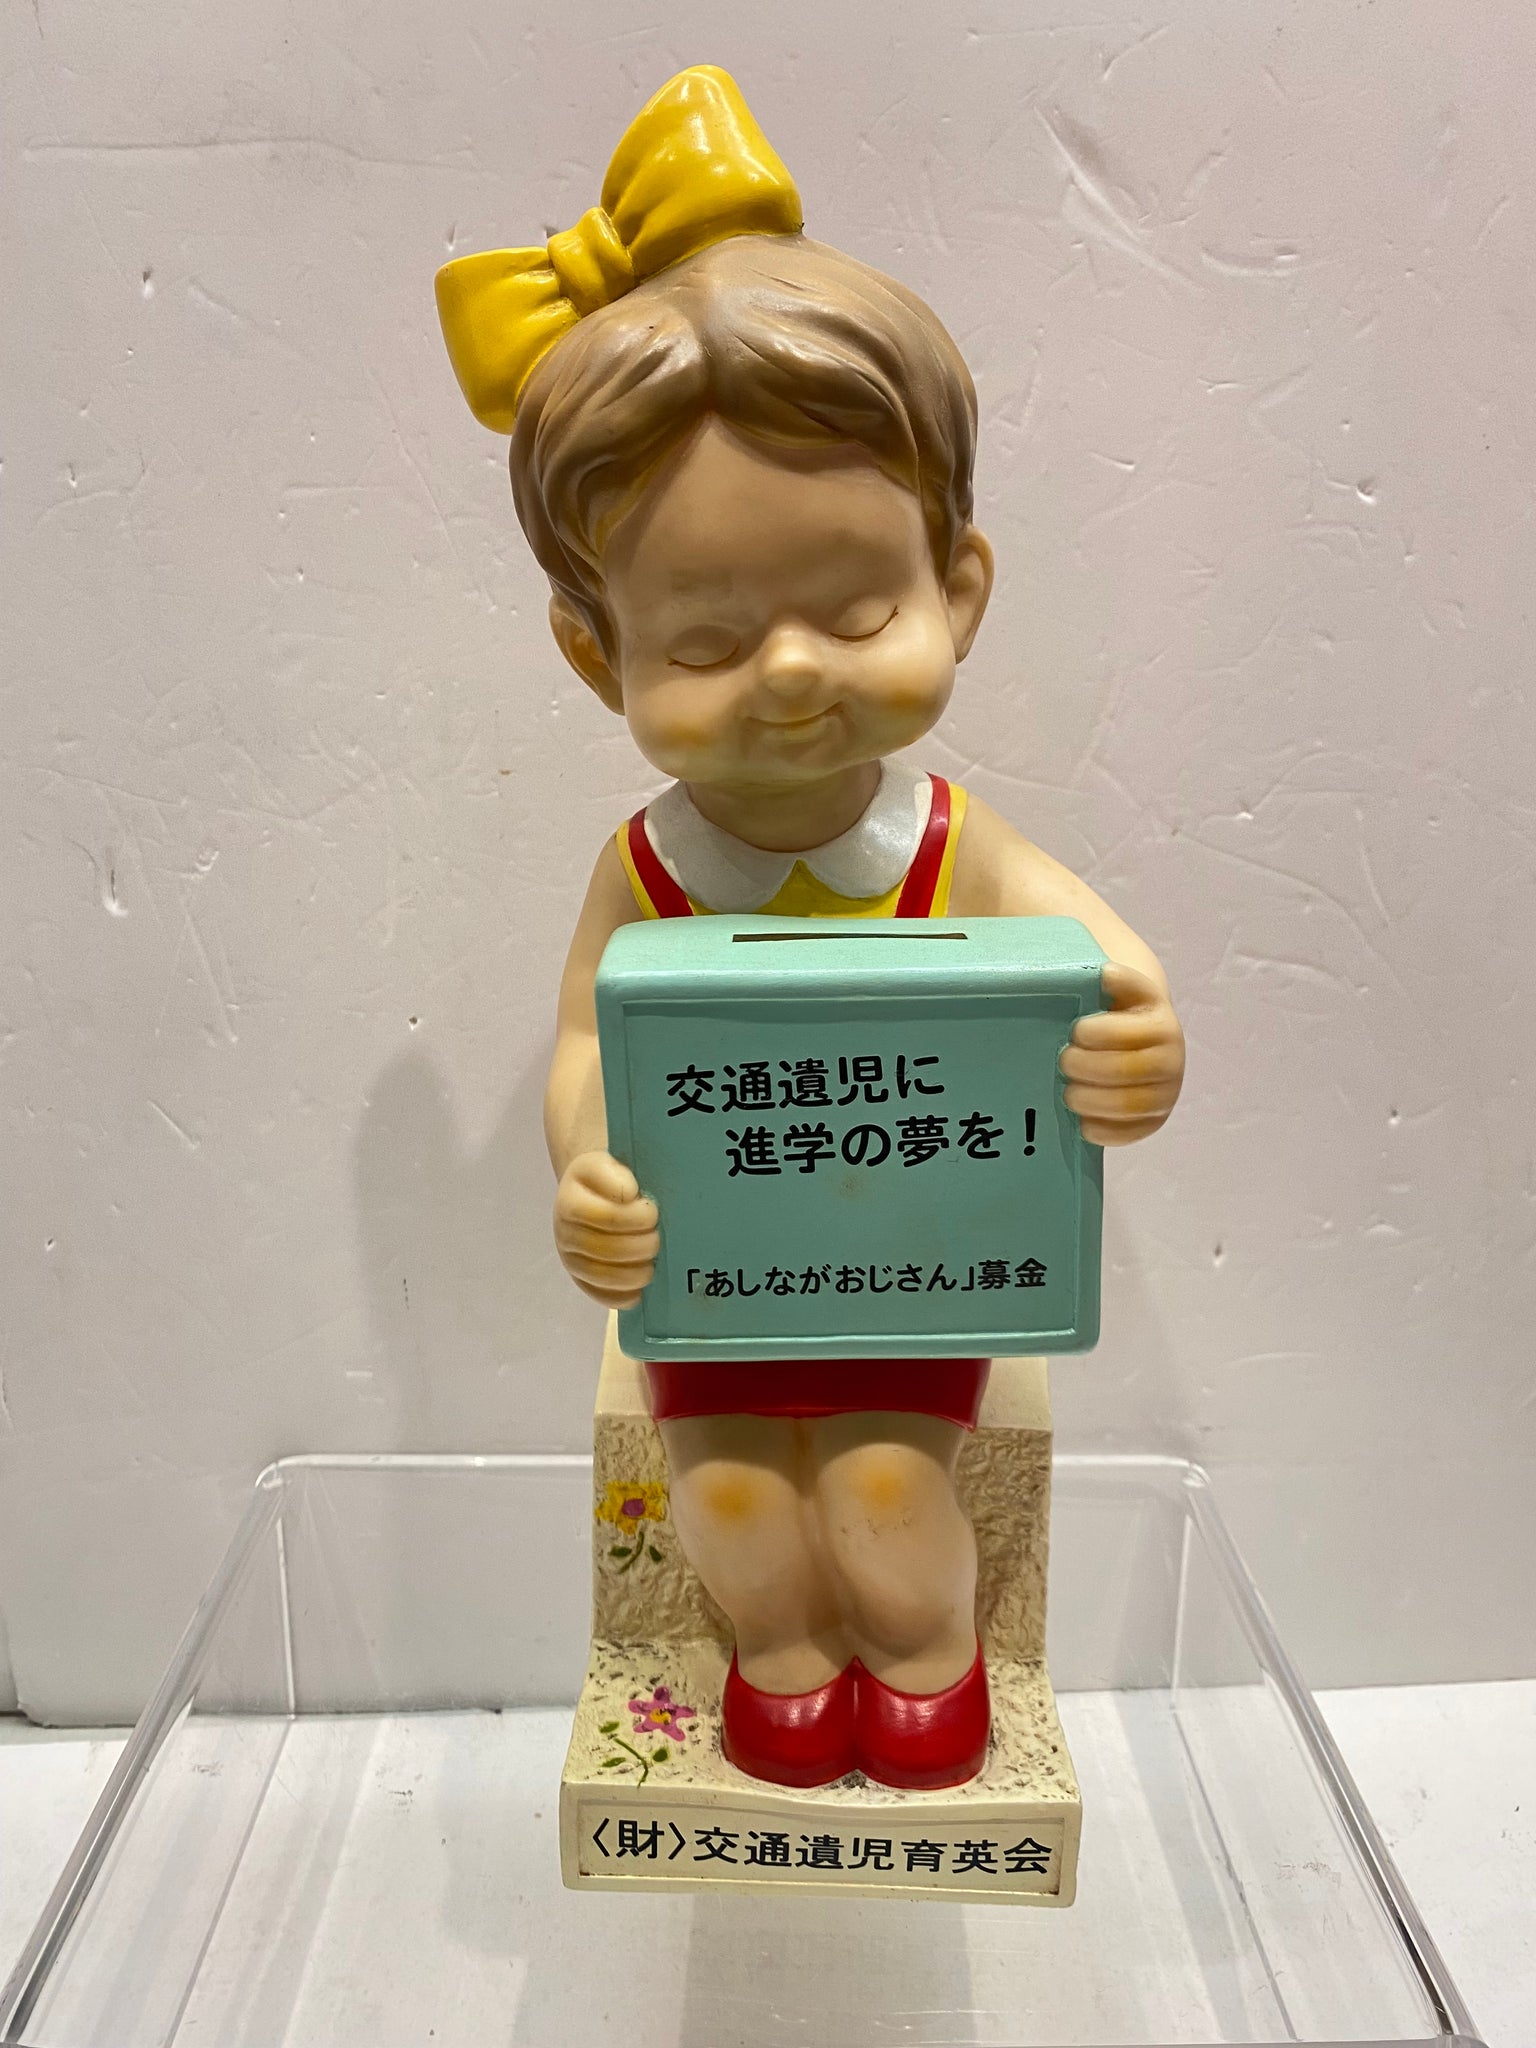 交通遺児に
進学の夢を!
「あしながおじさん」募金
〈財〉交通遺児育英会